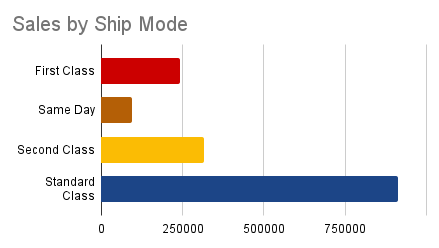 Sales by Ship Mode
First Class
Same Day
Second Class
Standard
Class
0 250000 500000 750000